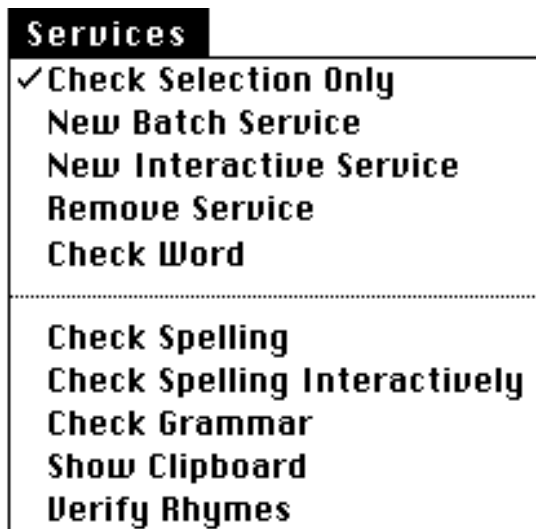 Services
✓Check Selection Only
New Batch Service
New Interactive Service
Remove Service
Check Word
Check Spelling
Check Spelling Interactively
Check Grammar
Show Clipboard
Verify Rhymes